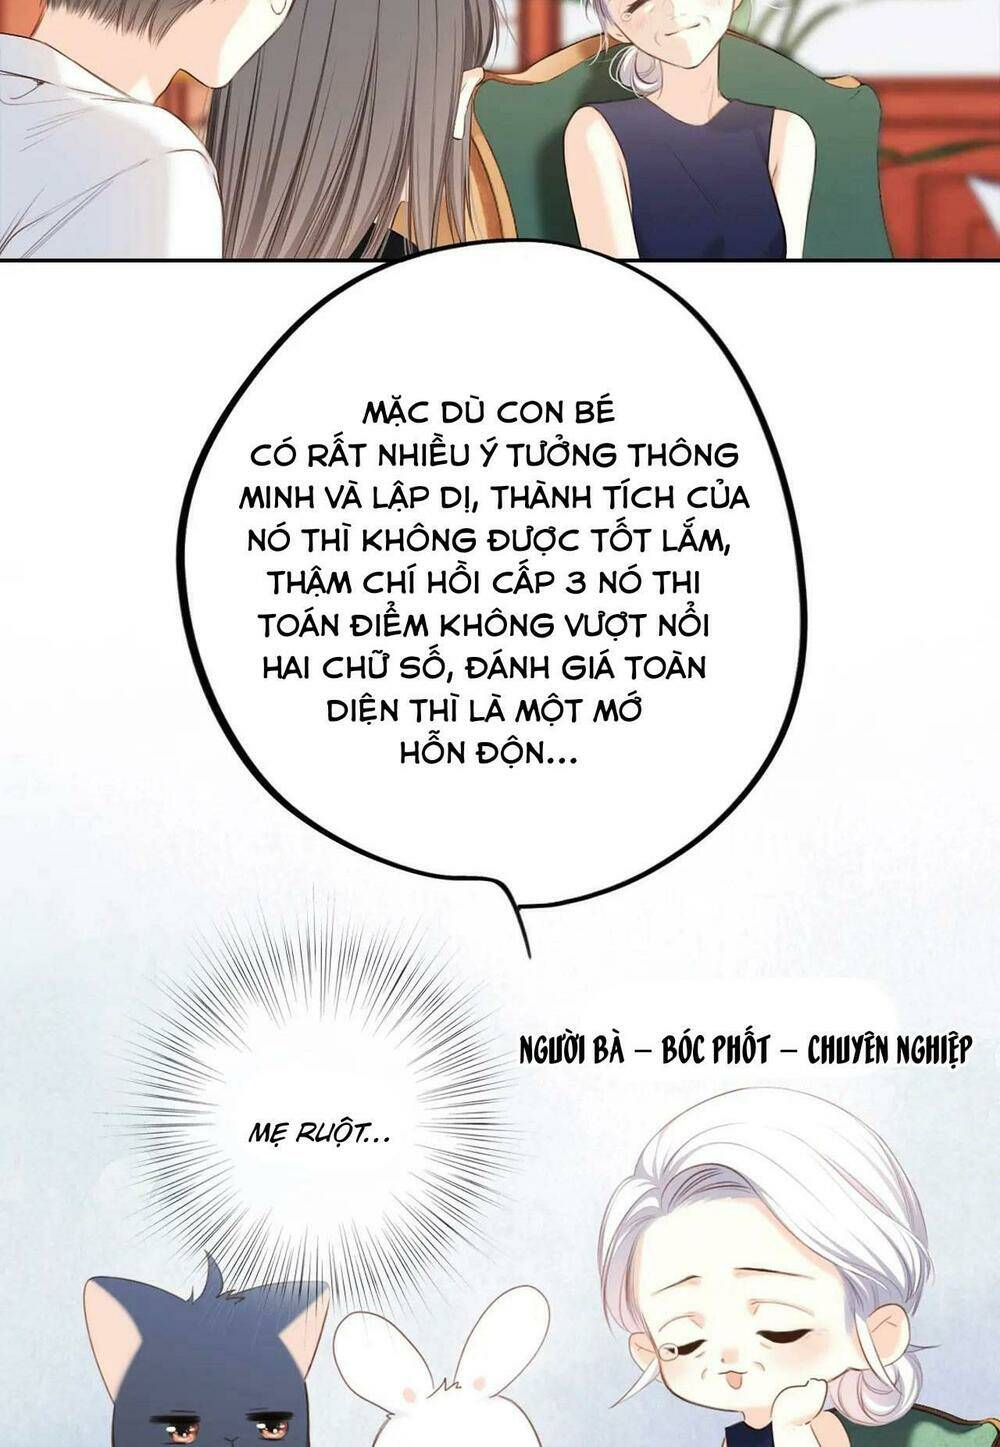 MẶC DÙ CON BÉ
CÓ RẤT NHIỀU Ý TƯỞNG THÔNG
MINH VÀ LẬP DỊ, THÀNH TÍCH CỦA
NÓ THÌ KHÔNG ĐƯỢC TỐT LẮM,
THẬM CHÍ HỒI CẤP 3 NÓ THI
TOÁN ĐIỂM KHÔNG VƯỢT NỔI
HAI CHỮ SỐ, ĐÁNH GIÁ TOÀN
DIỆN THÌ LÀ MỘT MỚ
HỖN ĐỘN...
NGƯỜI BÀ – BÓC PHỐT – CHUYÊN NGHIỆP
MẸ RUỘT...